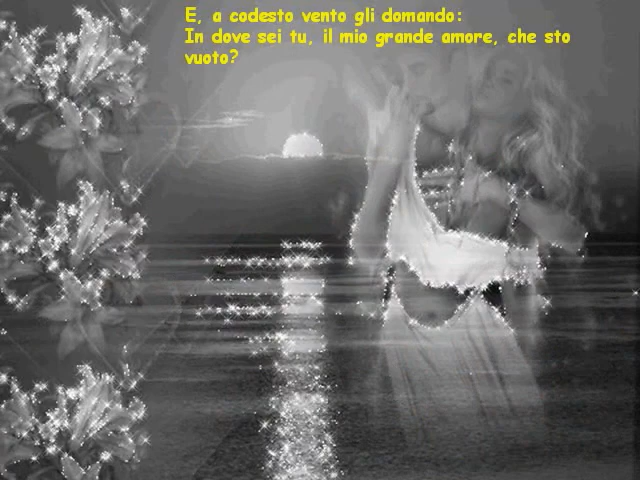 E, a codesto vento gli domando:
In dove sei tu, il mio grande amore, che sto
vuoto?